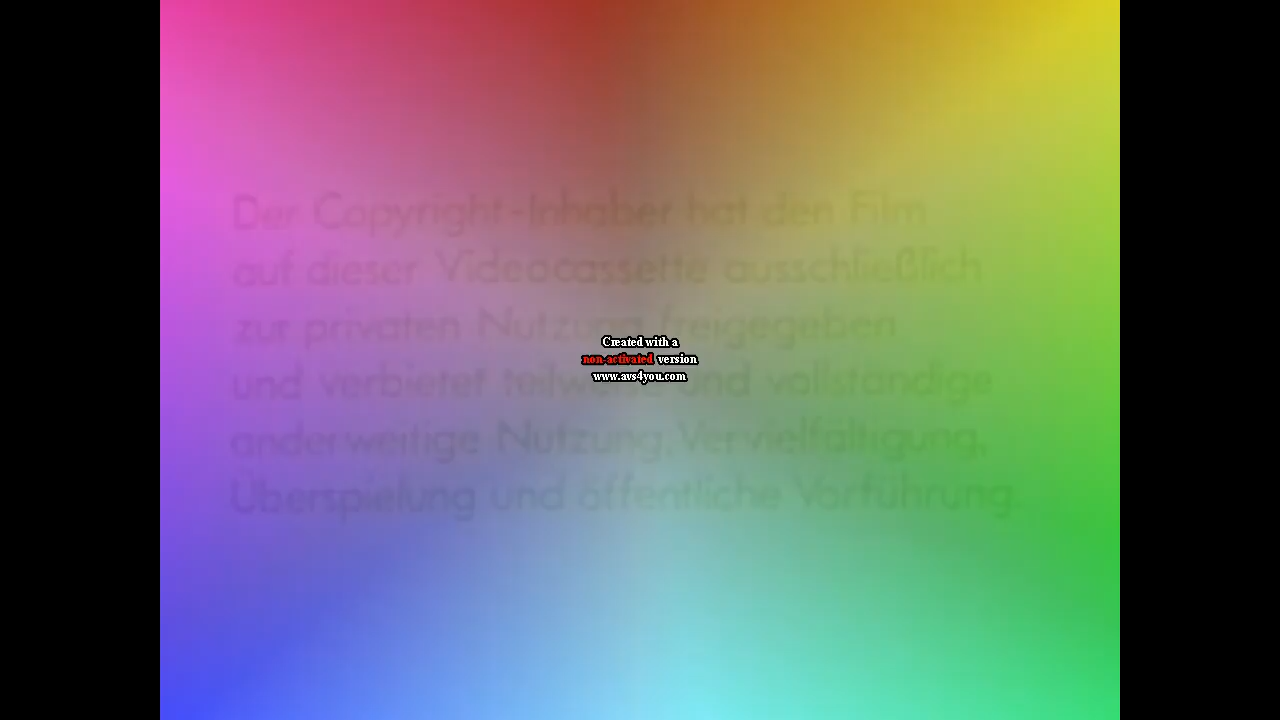 Der Copyright-Inhaber hat den Film
auf dieser Videocassette ausschließlich
zur privaten Nutzung freigegeben
und verbietet teilweise und vollständige
anderweitige Nutzung, Vervielfältigung,
Überspielung und öffentliche Vorführung.
Created with a
non-activated version
www.avs4you.com